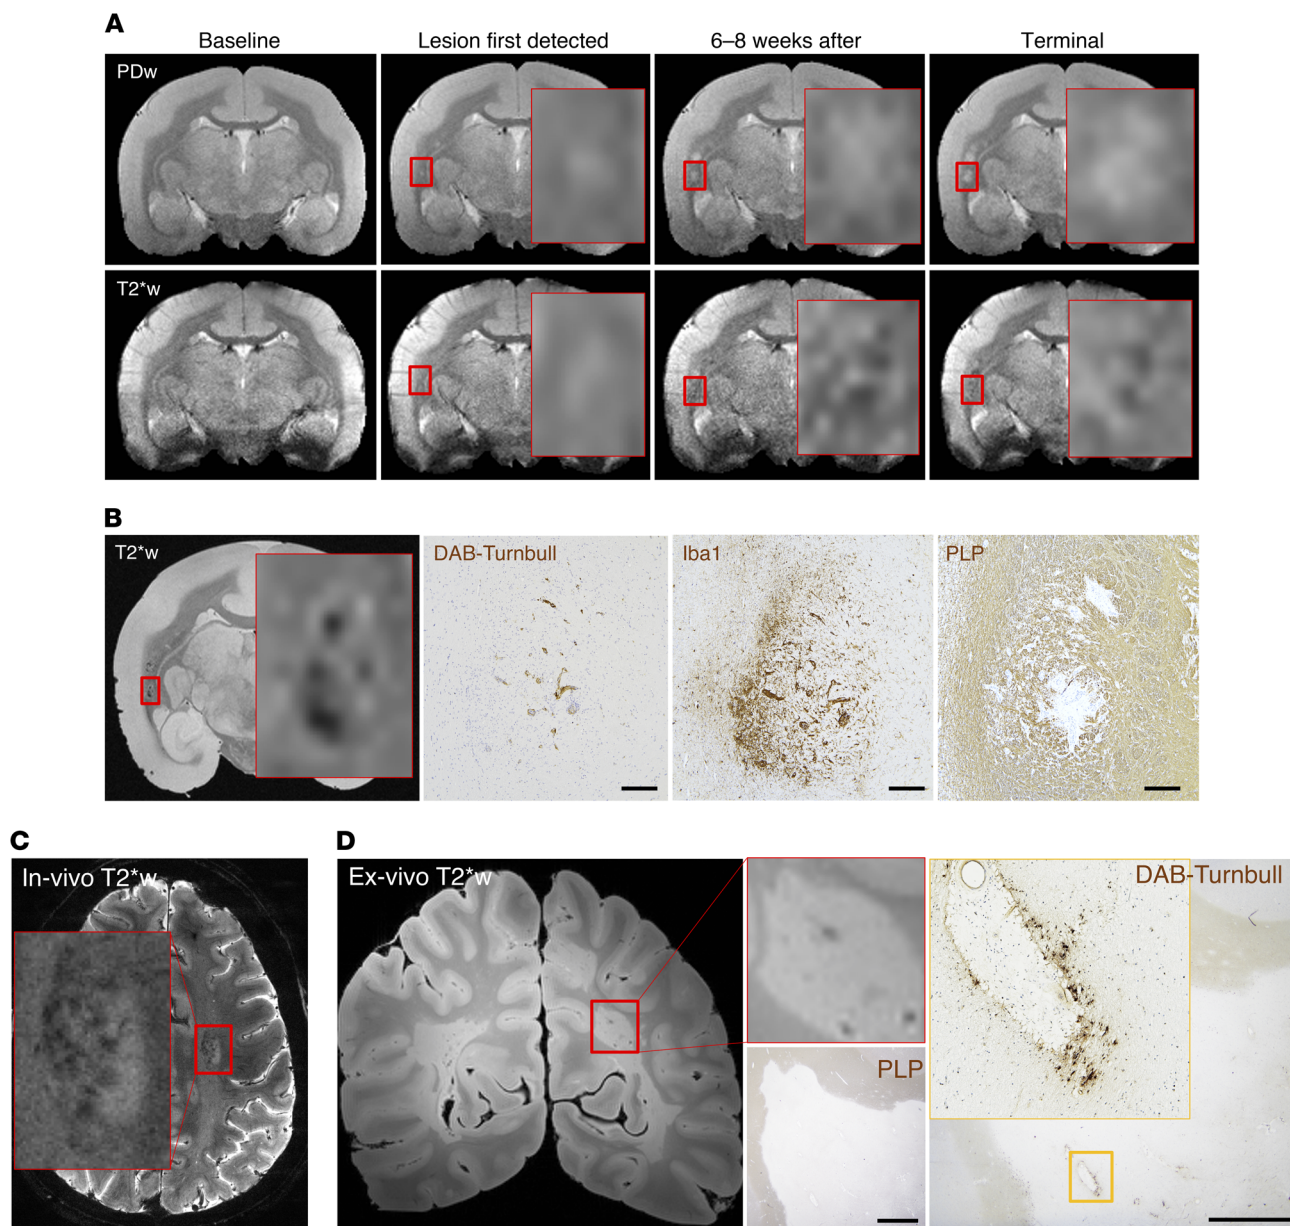 A
Baseline
Lesion first detected
6–8 weeks after
Terminal
PDw
T2*w
B
T2*w
DAB-Turnbull
Iba1
PLP
C
In-vivo T2*w
D
Ex-vivo T2*w
PLP
DAB-Turnbull